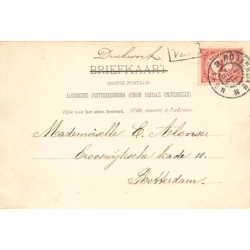 Drukwerk
BRIEFKAART
(CARTE POSTALE)
ALGEMEENE POSTVEREENIGING (UNION POSTALE UNIVERSELLE)
Zijde voor het adres bestemd. (Côté réservé à l'adresse)
Mademoiselle E. Alonse
Crooswijksche kade 10.
Rotterdam.